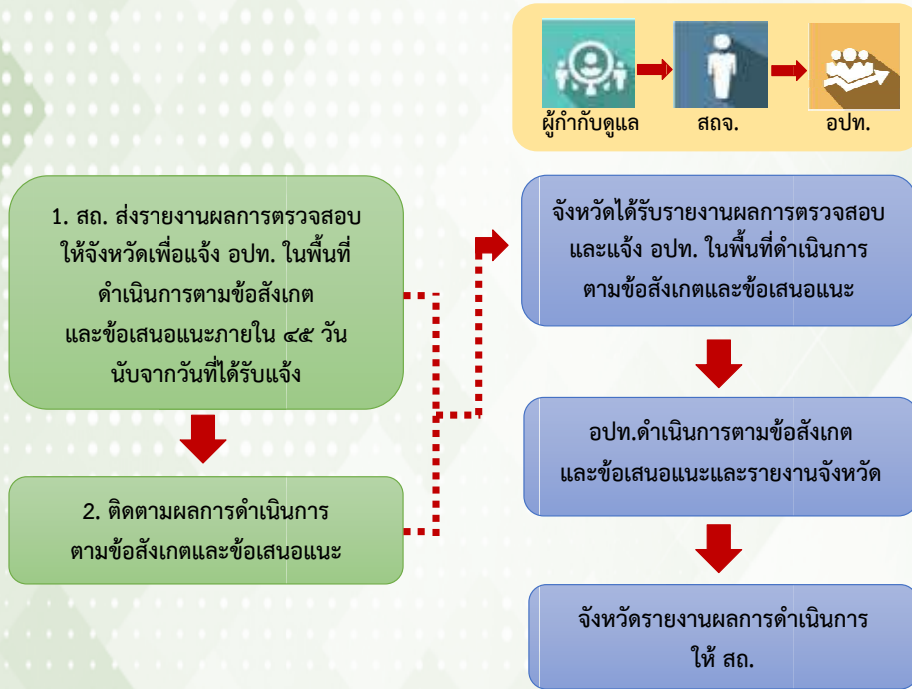 ผู้กำกับดูแล
สถจ.
อปท.
1. สถ. ส่งรายงานผลการตรวจสอบ
ให้จังหวัดเพื่อแจ้ง อปท. ในพื้นที่
ดำเนินการตามข้อสังเกต
และข้อเสนอแนะภายใน ๔๕ วัน
นับจากวันที่ได้รับแจ้ง
2. ติดตามผลการดำเนินการ
ตามข้อสังเกตและข้อเสนอแนะ
จังหวัดได้รับรายงานผลการตรวจสอบ
และแจ้ง อปท. ในพื้นที่ดำเนินการ
ตามข้อสังเกตและข้อเสนอแนะ
อปท.ดำเนินการตามข้อสังเกต
และข้อเสนอแนะและรายงานจังหวัด
จังหวัดรายงานผลการดำเนินการ
ให้ สถ.